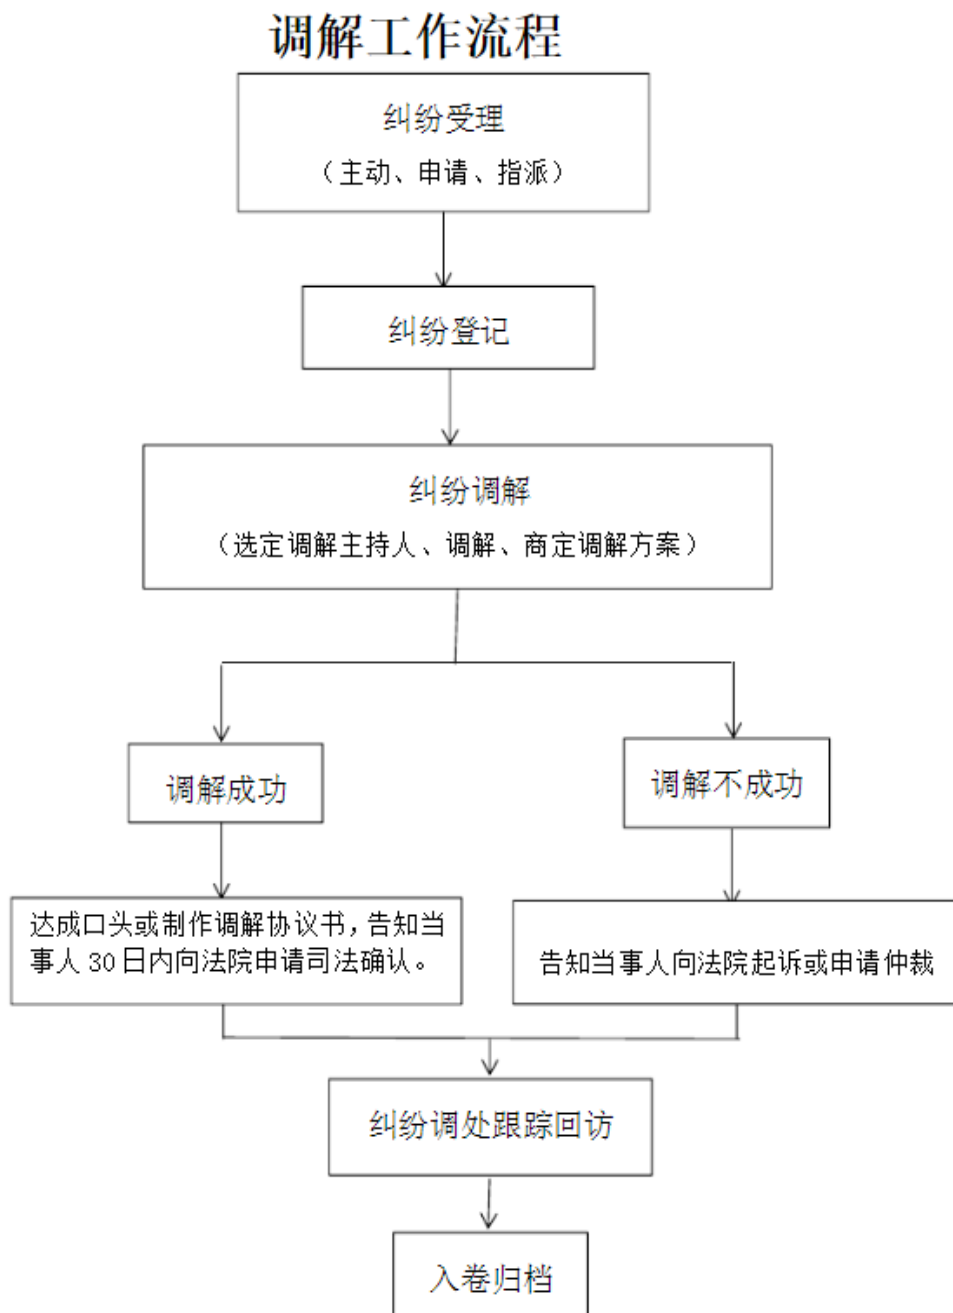 调解工作流程
纠纷受理
（主动、申请、指派）
纠纷登记
纠纷调解
（选定调解主持人、调解、商定调解方案）
调解成功
调解不成功
达成口头或制作调解协议书，告知当
事人 30 日内向法院申请司法确认。
告知当事人向法院起诉或申请仲裁
纠纷调处跟踪回访
入卷归档